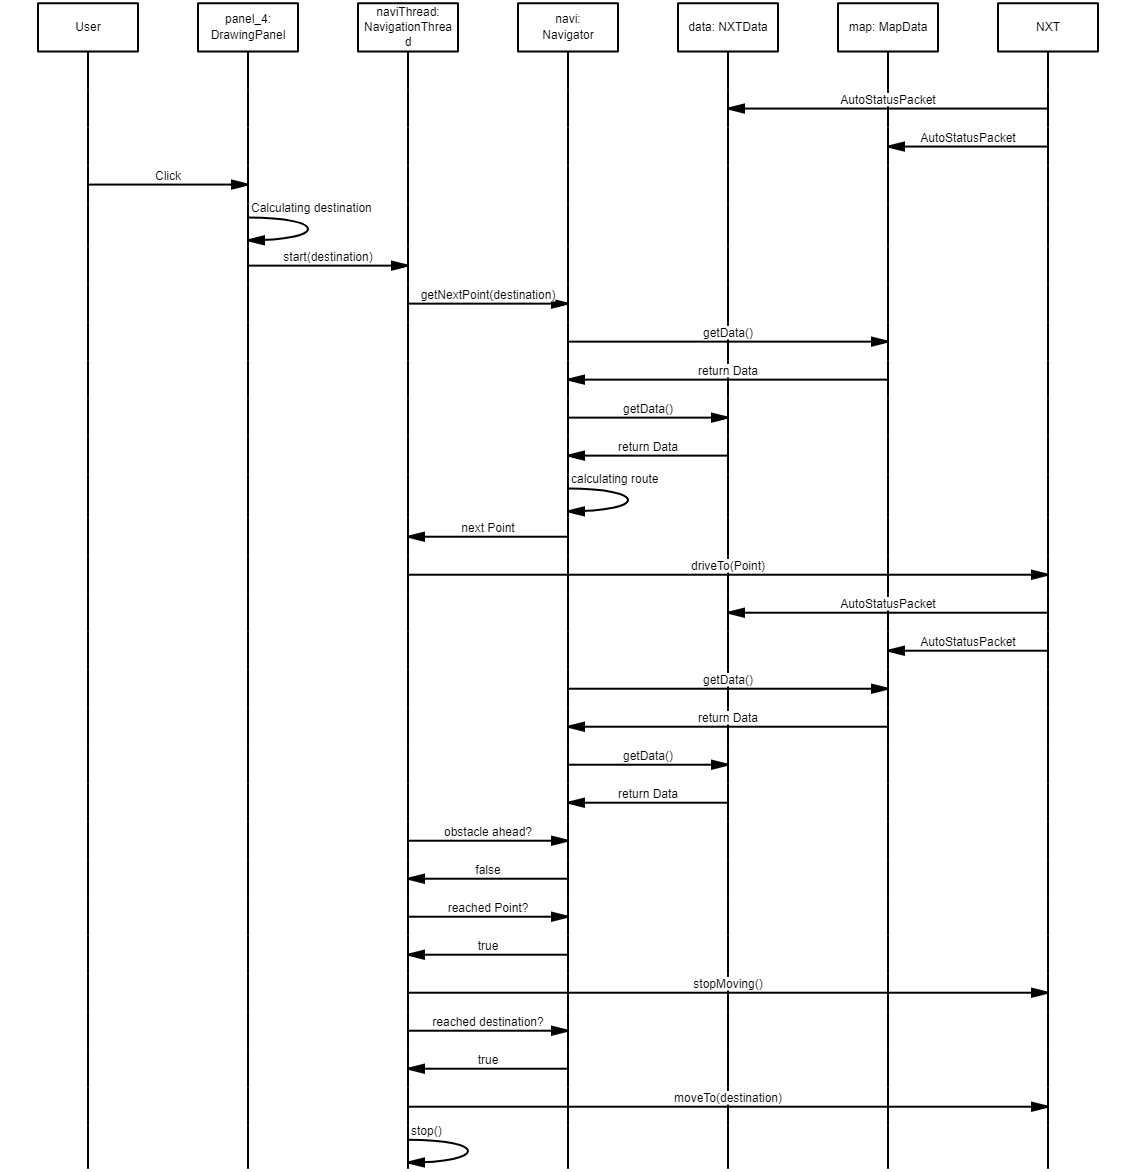 User
panel_4:
DrawingPanel
naviThread:
NavigationThrea
d
navi:
Navigator
data: NXTData
map: MapData
NXT
AutoStatusPacket
AutoStatusPacket
Click
Calculating destination
start(destination)
getNextPoint(destination)
getData()
return Data
getData()
return Data
calculating route
next Point
driveTo(Point)
AutoStatusPacket
AutoStatusPacket
getData()
return Data
getData()
return Data
obstacle ahead?
false
reached Point?
true
stopMoving()
reached destination?
true
moveTo(destination)
stop()